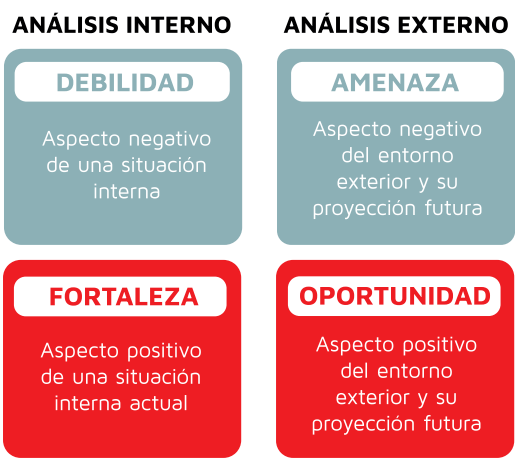 ANÁLISIS INTERNO
DEBILIDAD
Aspecto negativo
de una situación
interna
FORTALEZA
Aspecto positivo
de una situación
interna actual
ANÁLISIS EXTERNO
AMENAZA
Aspecto negativo
del entorno
exterior y su
proyección futura
OPORTUNIDAD
Aspecto positivo
del entorno
exterior y su
proyección futura